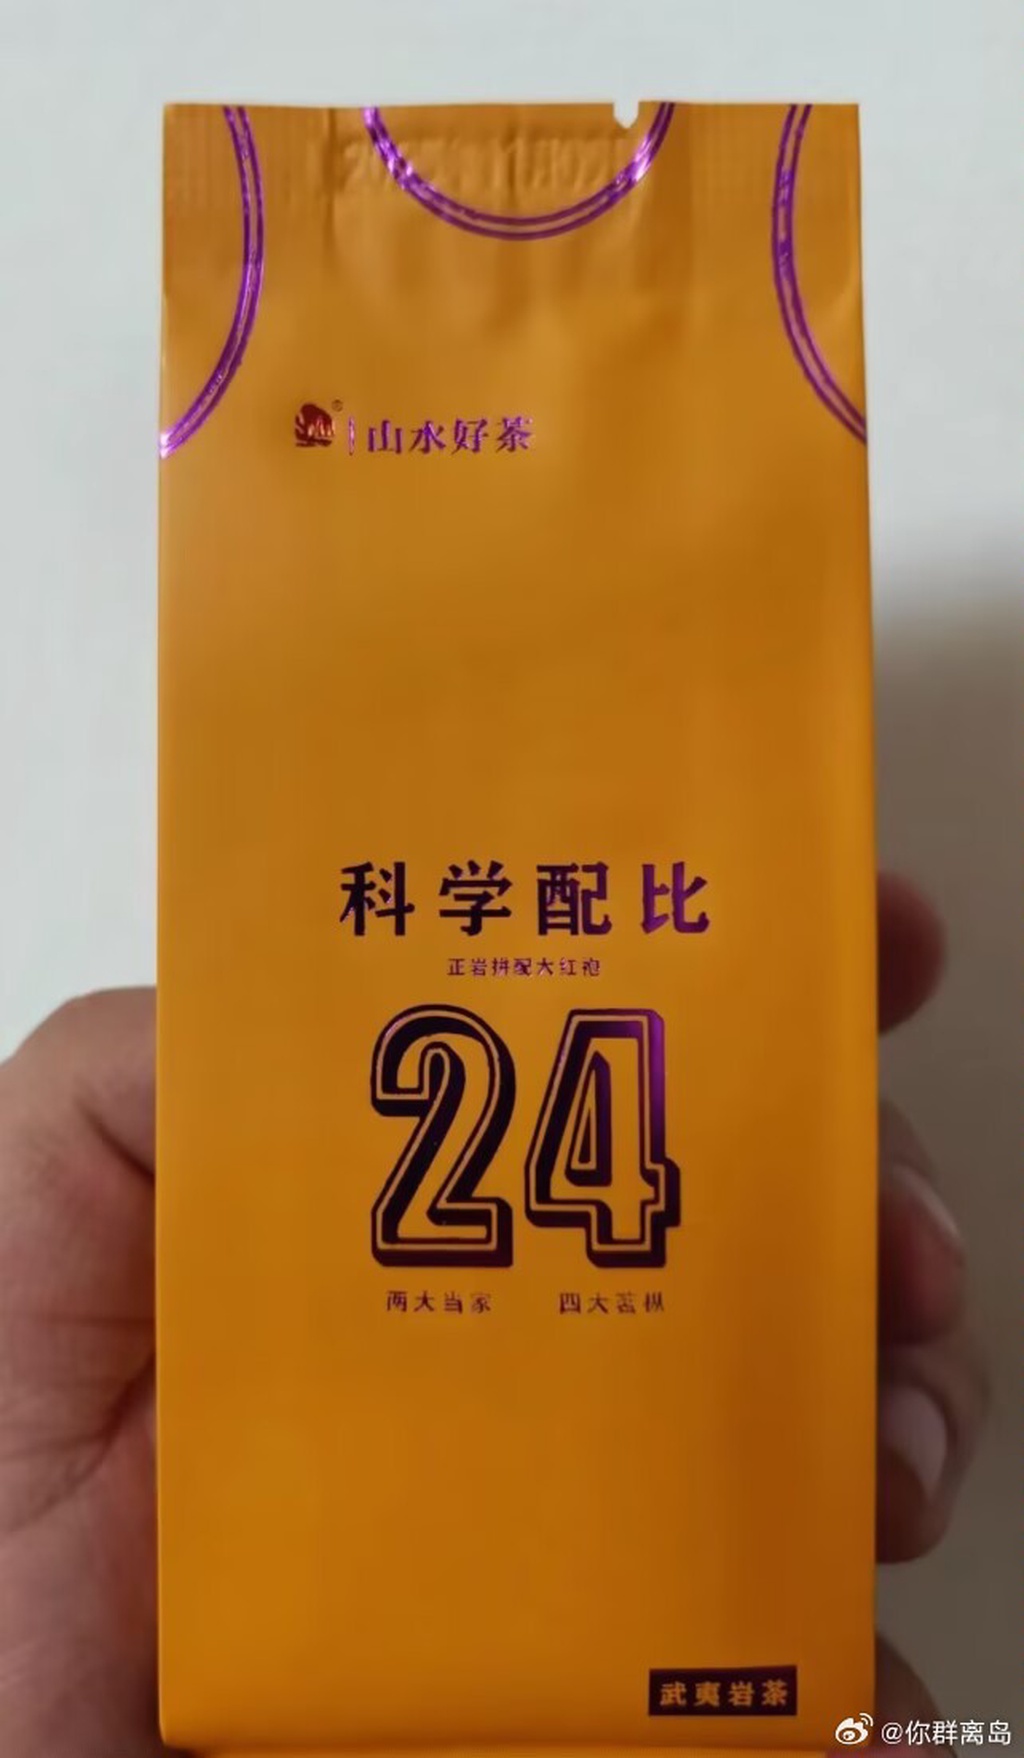 山水好茶
科学配比
正岩拼配大红袍
24
两大当家 四大茗枞
武夷岩茶
@你群离岛